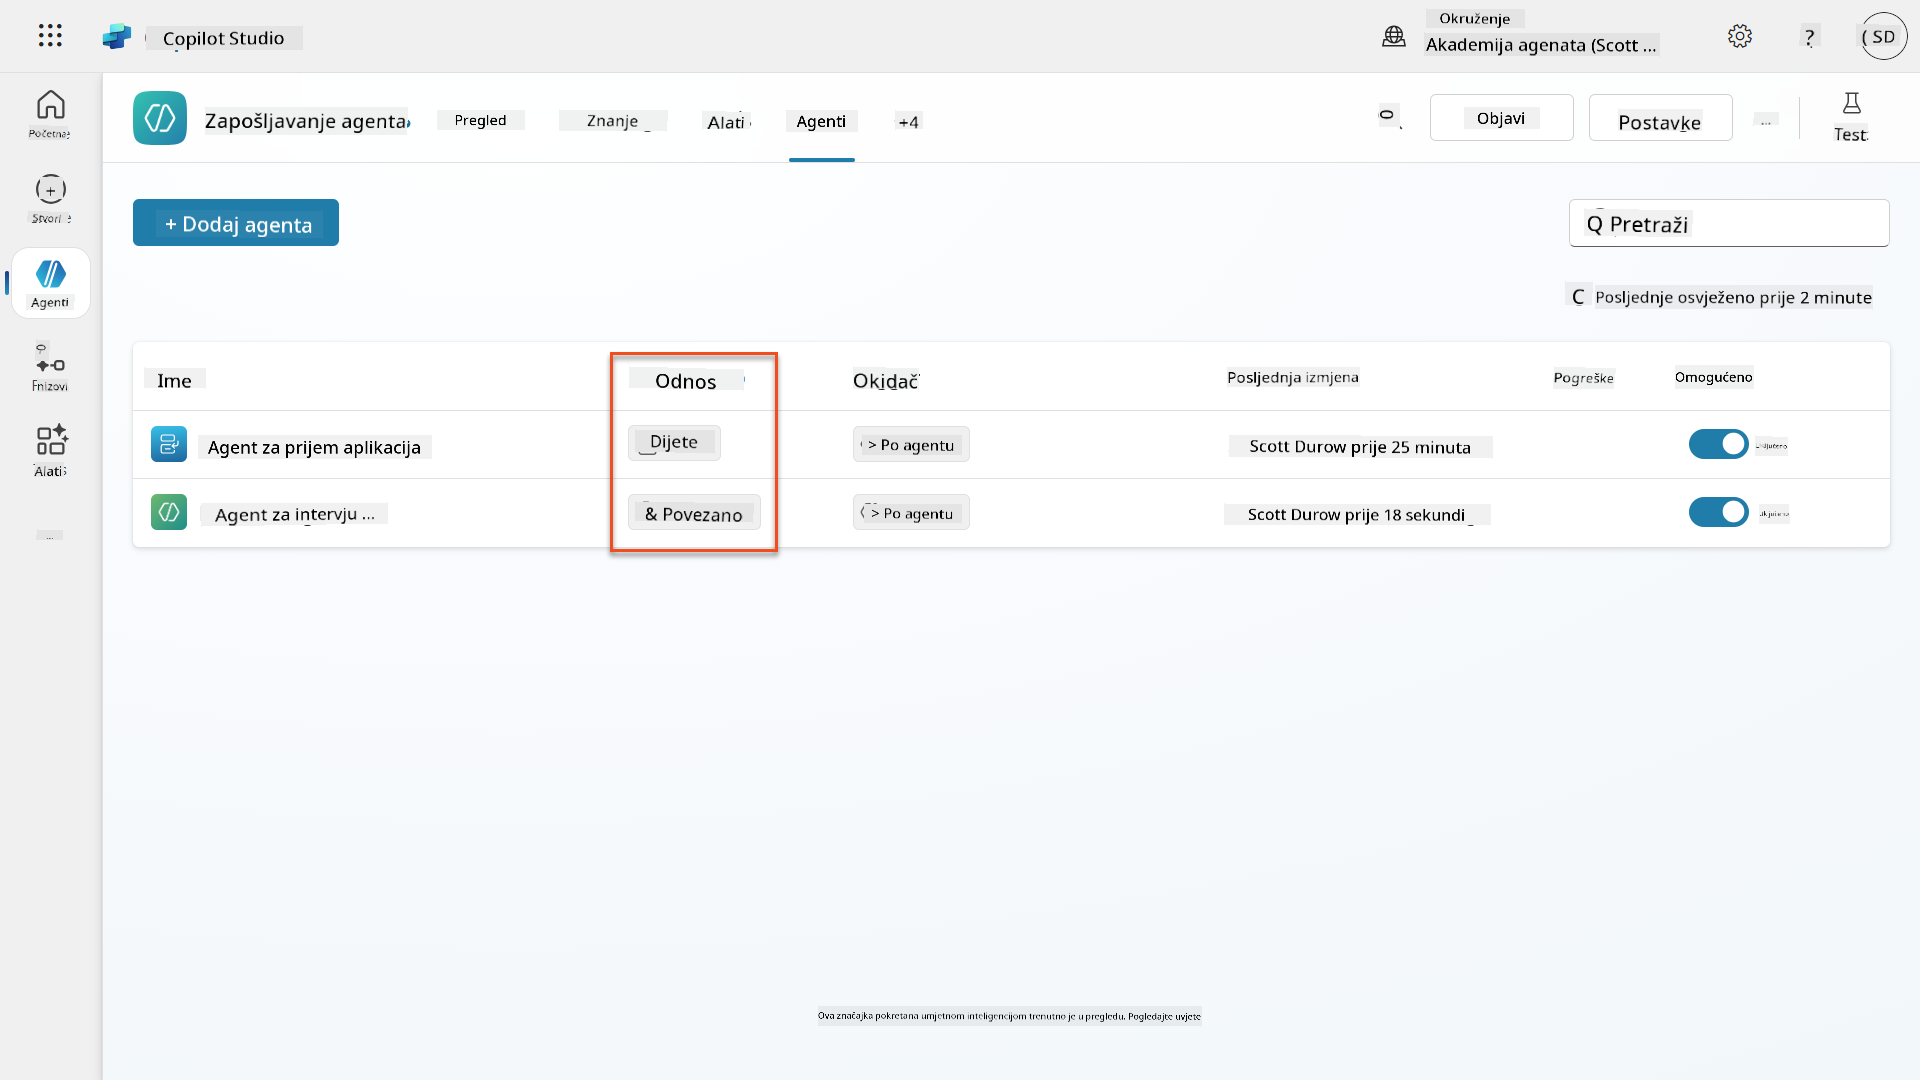 Copilot Studio
Okruženje
Akademija agenata (Scott ...
?
SD
Zapošljavanje agenta
Pregled
Znanje
Alati
Agenti
+4
Objavi
Postavke
...
Test
Početna
Stvori
Agenti
Alati
...
+ Dodaj agenta
Q Pretraži
C Posljednje osvježeno prije 2 minute
Ime
Odnos
Okidač
Posljednja izmjena
Pogreške
Omogućeno
Agent za prijem aplikacija
Dijete
> Po agentu
Scott Durow prije 25 minuta
Agent za intervju ...
& Povezano
> Po agentu
Scott Durow prije 18 sekundi
Ova značajka pokretana umjetnom inteligencijom trenutno je u pregledu. Pogledajte uvjete